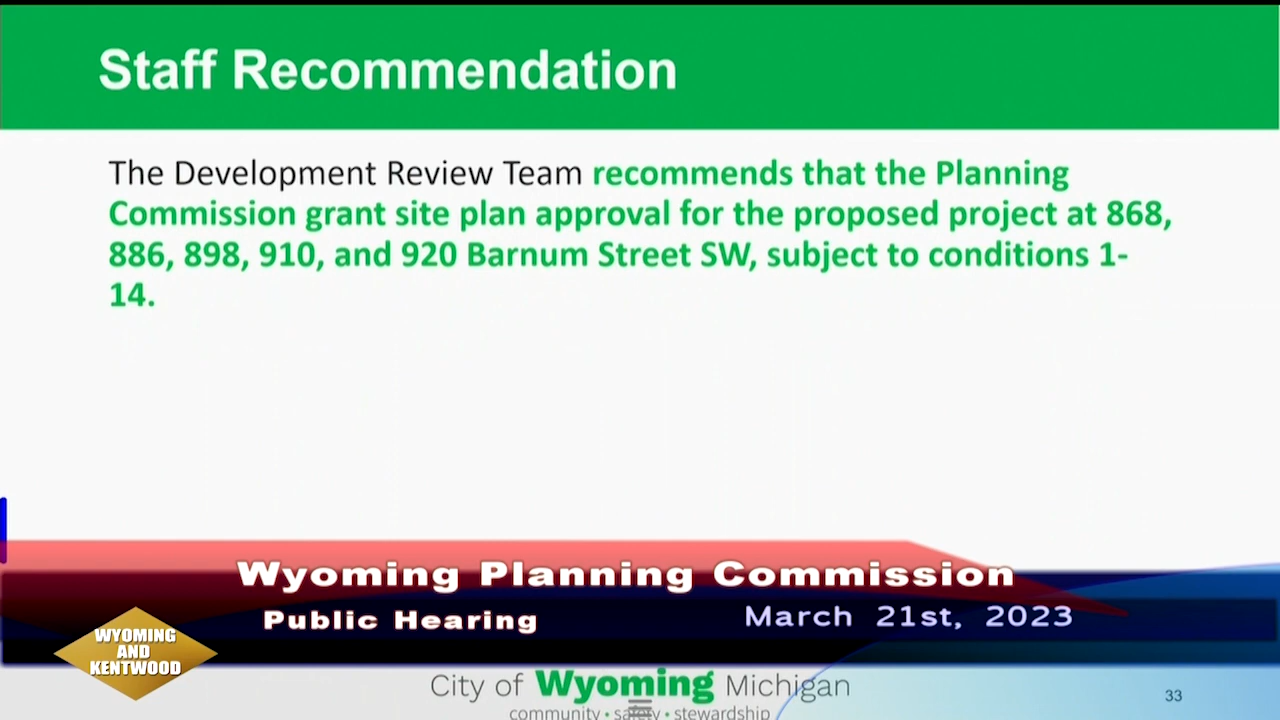 Staff Recommendation
The Development Review Team recommends that the Planning
Commission grant site plan approval for the proposed project at 868,
886, 898, 910, and 920 Barnum Street SW, subject to conditions 1-
14.
Wyoming Planning Commission
Public Hearing
March 21st, 2023
WYOMING
AND
KENTWOOD
City of Wyoming Michigan
community • safety • stewardship
33